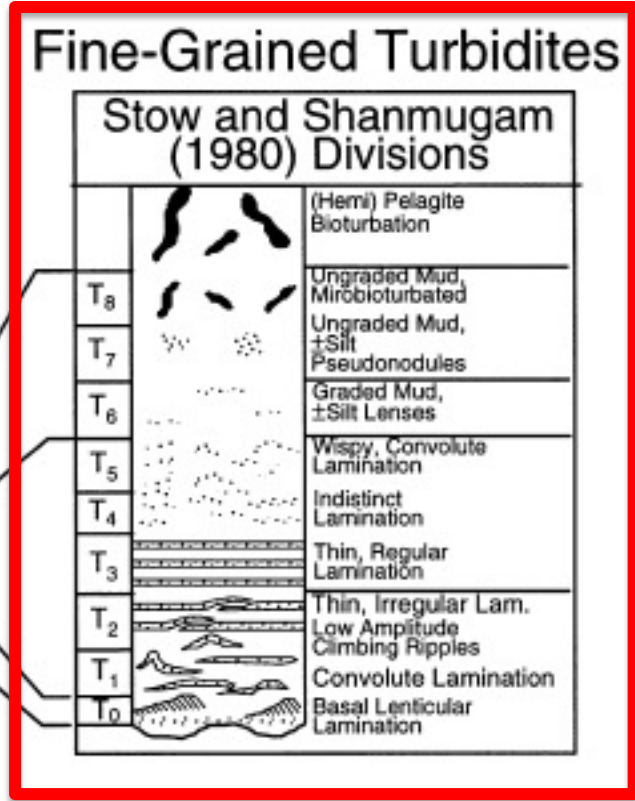 Fine-Grained Turbidites
Stow and Shanmugam
(1980) Divisions
(Hemi) Pelagite
Bioturbation
T8
Ungraded Mud,
Mirobioturbated
T7
Ungraded Mud,
±Silt
Pseudonodules
T6
Graded Mud,
±Silt Lenses
T5
Wispy, Convolute
Lamination
T4
Indistinct
Lamination
T3
Thin, Regular
Lamination
T2
Thin, Irregular Lam.
Low Amplitude
Climbing Ripples
T1
Convolute Lamination
T0
Basal Lenticular
Lamination